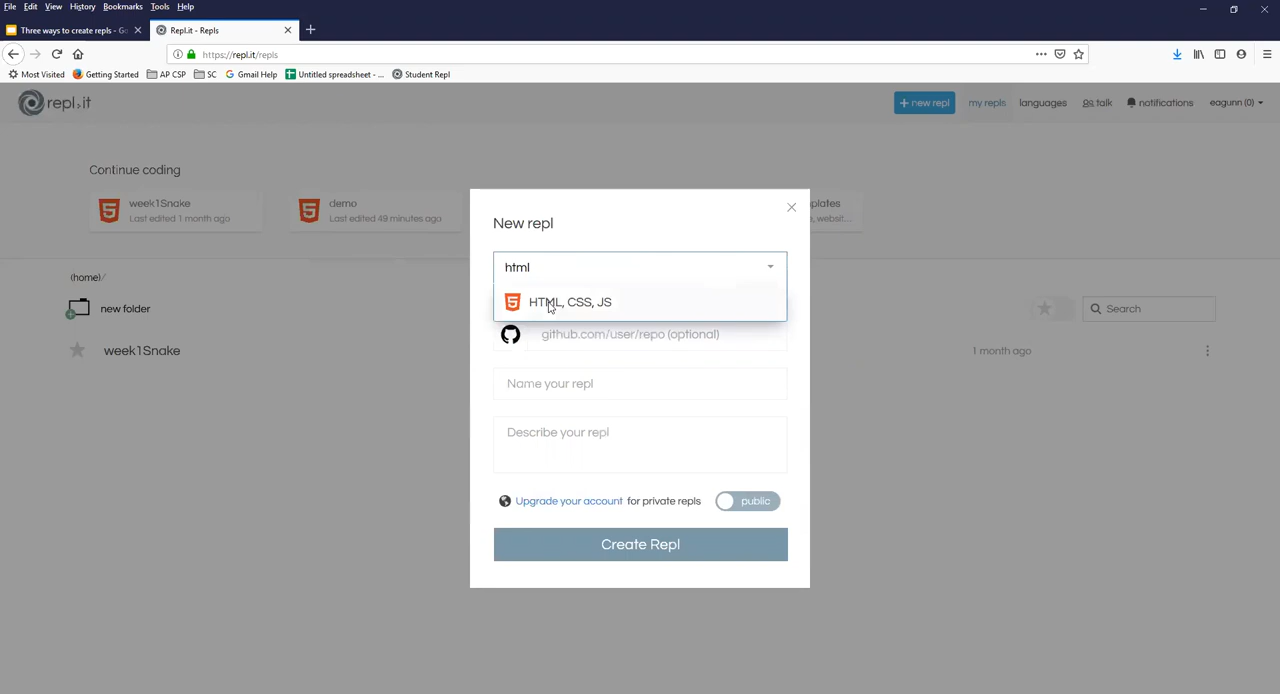 File Edit View History Bookmarks Tools Help
Three ways to create repls - Go
Repl.it - Repls
https://repl.it/repls
Most Visited Getting Started AP CSP SC Gmail Help Untitled spreadsheet - ... Student Repl
repl.it + new repl my repls languages talk notifications eagunn (0)
Continue coding
week1Snake
Last edited 1 month ago
demo
Last edited 49 minutes ago
plates
, websit...
(home)/
new folder
Search
week1Snake 1 month ago
New repl
html
HTML, CSS, JS
github.com/user/repo (optional)
Name your repl
Describe your repl
Upgrade your account for private repls public
Create Repl